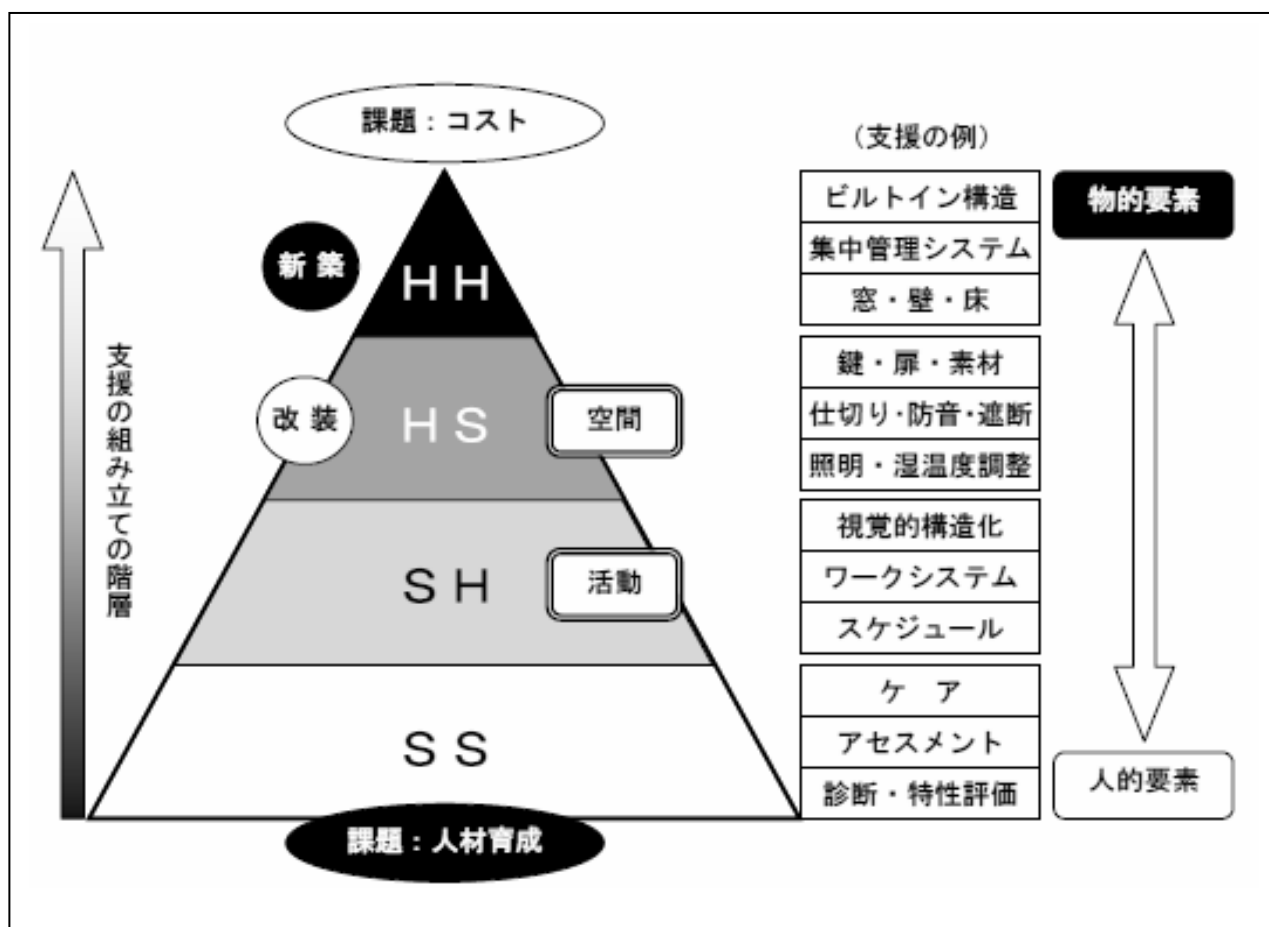 課題：コスト
（支援の例）
ビルトイン構造
物的要素
集中管理システム
新 築
H H
窓・壁・床
支援の組み立ての階層
鍵・扉・素材
改 装
H S
空間
仕切り・防音・遮断
照明・湿温度調整
視覚的構造化
S H
活動
ワークシステム
スケジュール
ケ ア
S S
アセスメント
人的要素
診断・特性評価
課題：人材育成